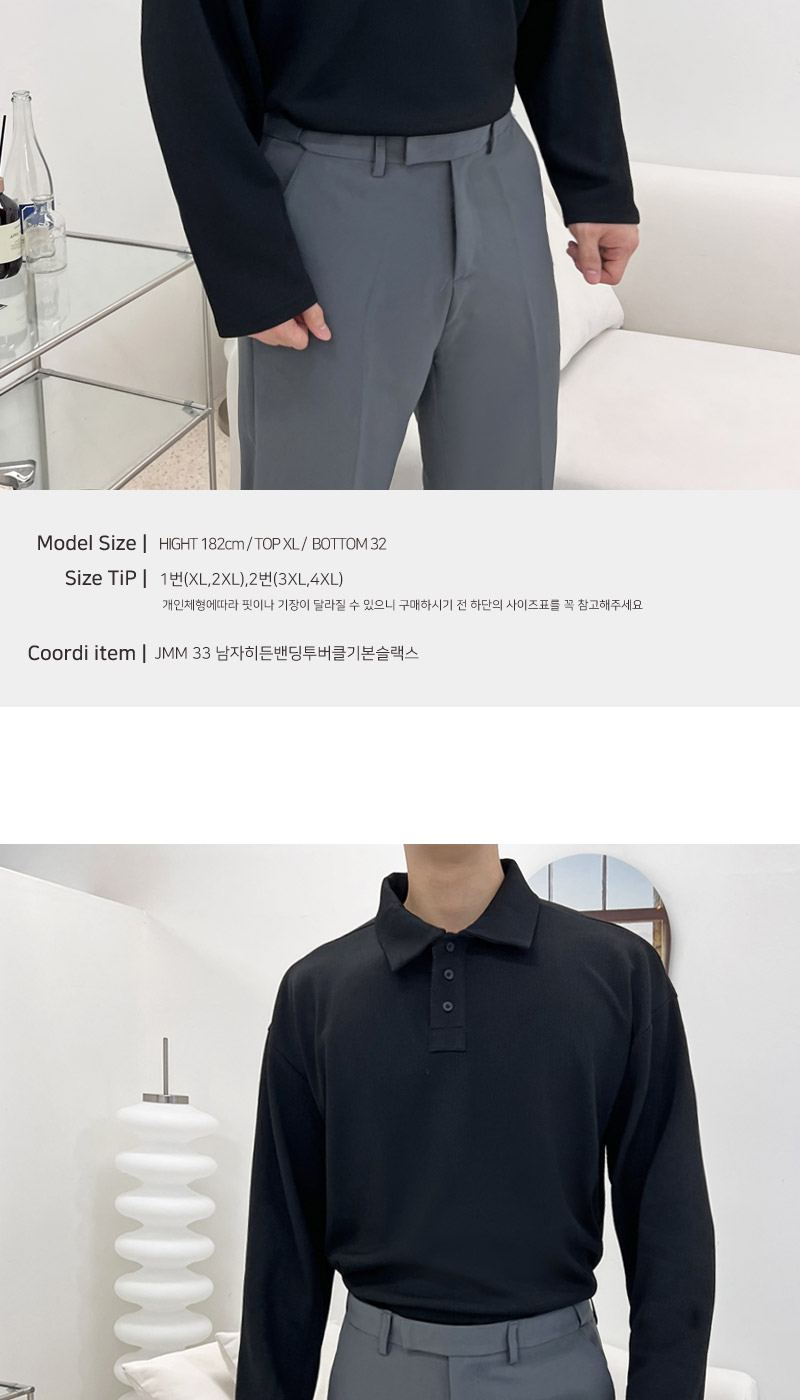 Model Size | HIGHT 182cm / TOP XL / BOTTOM 32
Size TiP | 1번(XL,2XL),2번(3XL,4XL)
개인체형에따라 핏이나 기장이 달라질 수 있으니 구매하시기 전 하단의 사이즈표를 꼭 참고해주세요
Coordi item | JMM 33 남자히든밴딩투버클기본슬랙스